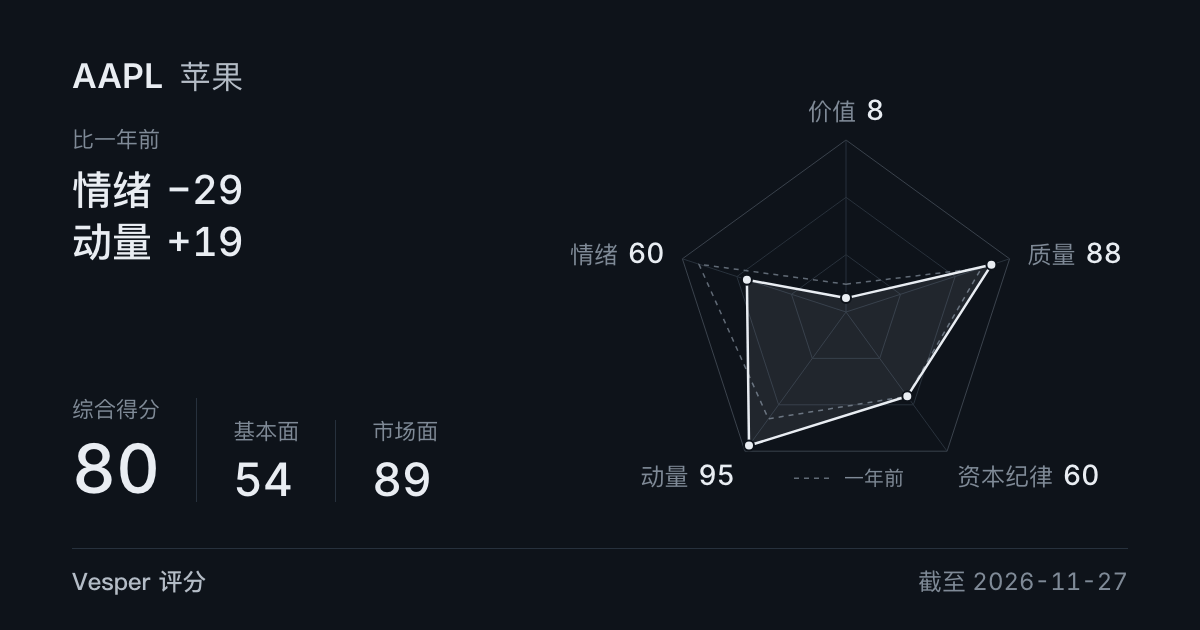 AAPL 苹果
比一年前
情绪 −29
动量 +19
综合得分
80
基本面
54
市场面
89
价值 8
质量 88
资本纪律 60
动量 95
情绪 60
一年前
Vesper 评分
截至 2026-11-27